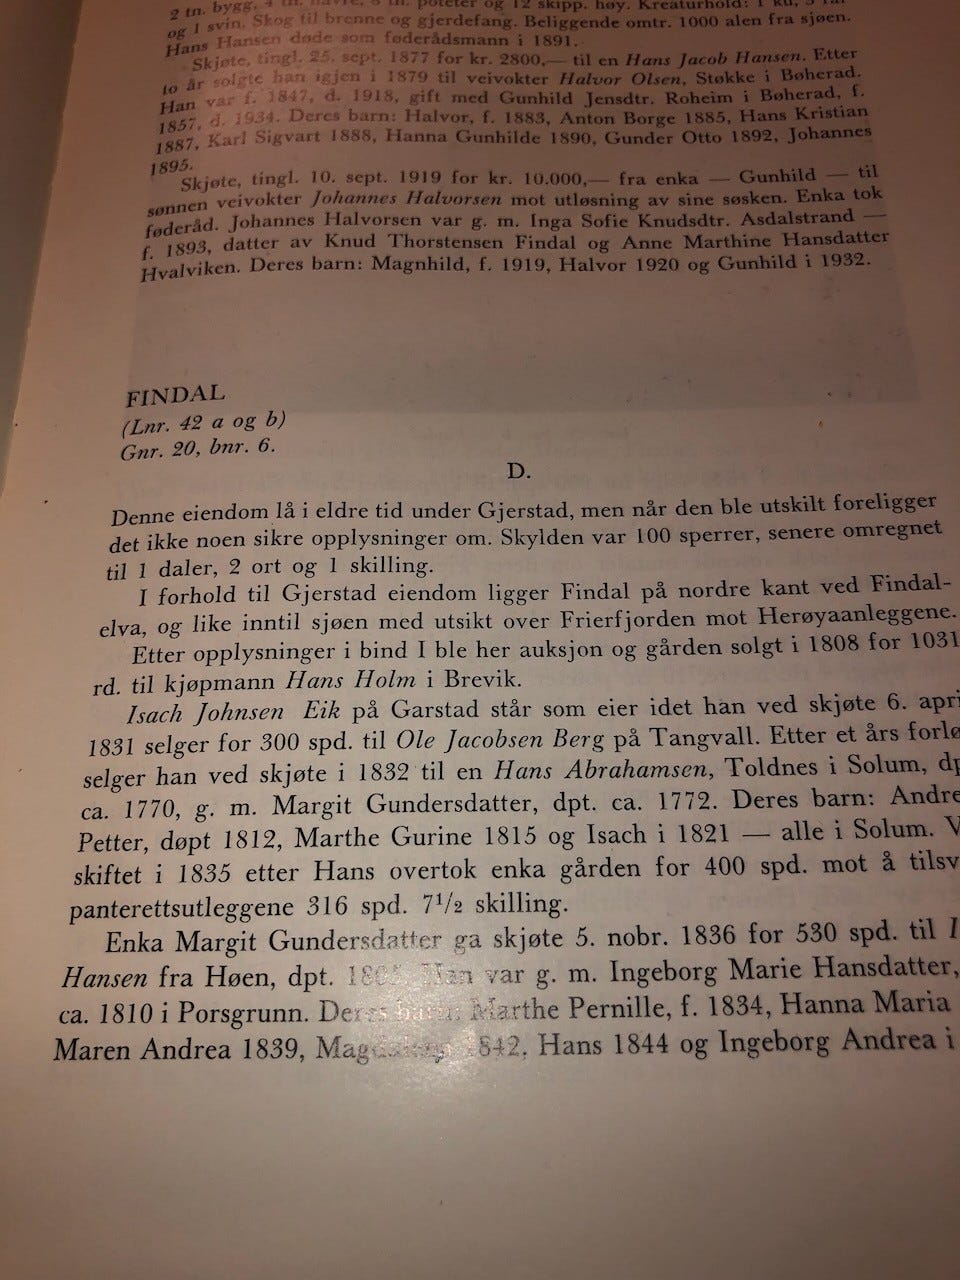 2 tn. bygg, 4 tn. havre, 8 tn. poteter og 12 skipp. høy. Kreaturhold: 1 ku, 3 får
og 1 svin. Skog til brenne og gjerdefang. Beliggende omtr. 1000 alen fra sjøen.
Hans Hansen døde som føderådsmann i 1891.
Skjøte, tingl. 25. sept. 1877 for kr. 2800,— til en Hans Jacob Hansen. Etter
to år solgte han igjen i 1879 til veivokter Halvor Olsen, Støkke i Bøherad.
Han var f. 1847, d. 1918, gift med Gunhild Jensdtr. Roheim i Bøherad, f.
1857, d. 1934. Deres barn: Halvor, f. 1883, Anton Borge 1885, Hans Kristian
1887, Karl Sigvart 1888, Hanna Gunhilde 1890, Gunder Otto 1892, Johannes
1895.
Skjøte, tingl. 10. sept. 1919 for kr. 10.000,— fra enka — Gunhild — til
sønnen veivokter Johannes Halvorsen mot utløsning av sine søsken. Enka tok
føderåd. Johannes Halvorsen var g. m. Inga Sofie Knudsdtr. Asdalstrand —
f. 1893, datter av Knud Thorstensen Findal og Anne Marthine Hansdatter
Hvalviken. Deres barn: Magnhild, f. 1919, Halvor 1920 og Gunhild i 1932.
FINDAL
(Lnr. 42 a og b)
Gnr. 20, bnr. 6.
D.
Denne eiendom lå i eldre tid under Gjerstad, men når den ble utskilt foreligger
det ikke noen sikre opplysninger om. Skylden var 100 sperrer, senere omregnet
til 1 daler, 2 ort og 1 skilling.
I forhold til Gjerstad eiendom ligger Findal på nordre kant ved Findal-
elva, og like inntil sjøen med utsikt over Frierfjorden mot Herøyaanleggene.
Etter opplysninger i bind I ble her auksjon og gården solgt i 1808 for 1031
rd. til kjøpmann Hans Holm i Brevik.
Isach Johnsen Eik på Garstad står som eier idet han ved skjøte 6. apri
1831 selger for 300 spd. til Ole Jacobsen Berg på Tangvall. Etter et års forlø
selger han ved skjøte i 1832 til en Hans Abrahamsen, Toldnes i Solum, dp
ca. 1770, g. m. Margit Gundersdatter, dpt. ca. 1772. Deres barn: Andre
Petter, døpt 1812, Marthe Gurine 1815 og Isach i 1821 — alle i Solum. V
skiftet i 1835 etter Hans overtok enka gården for 400 spd. mot å tilsv
panterettsutleggene 316 spd. 7½ skilling.
Enka Margit Gundersdatter ga skjøte 5. nobr. 1836 for 530 spd. til I
Hansen fra Høen, dpt. Han var g. m. Ingeborg Marie Hansdatter,
ca. 1810 i Porsgrunn. Deres barn: Marthe Pernille, f. 1834, Hanna Maria
Maren Andrea 1839, 1842, Hans 1844 og Ingeborg Andrea i